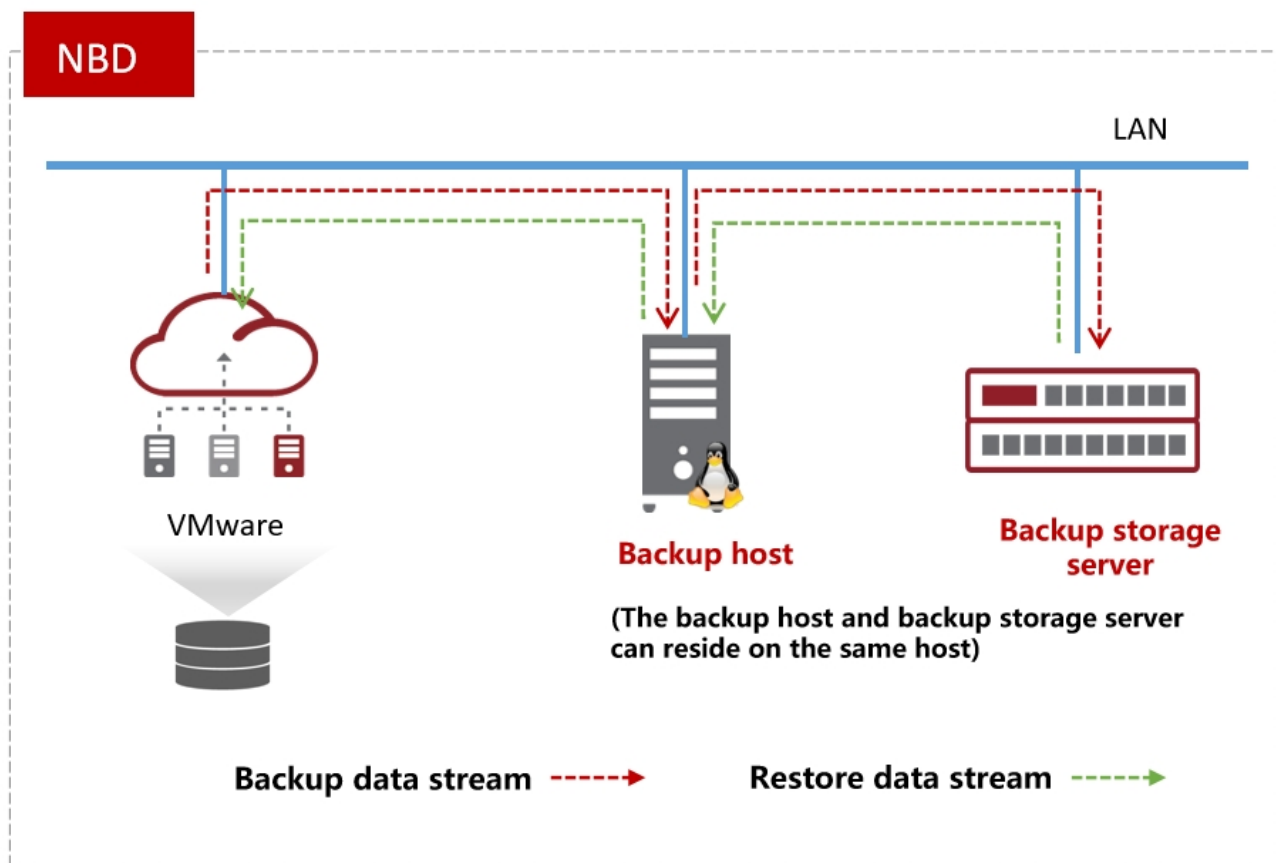 NBD
LAN
VMware
Backup host
Backup storage
server
(The backup host and backup storage server
can reside on the same host)
Backup data stream
Restore data stream